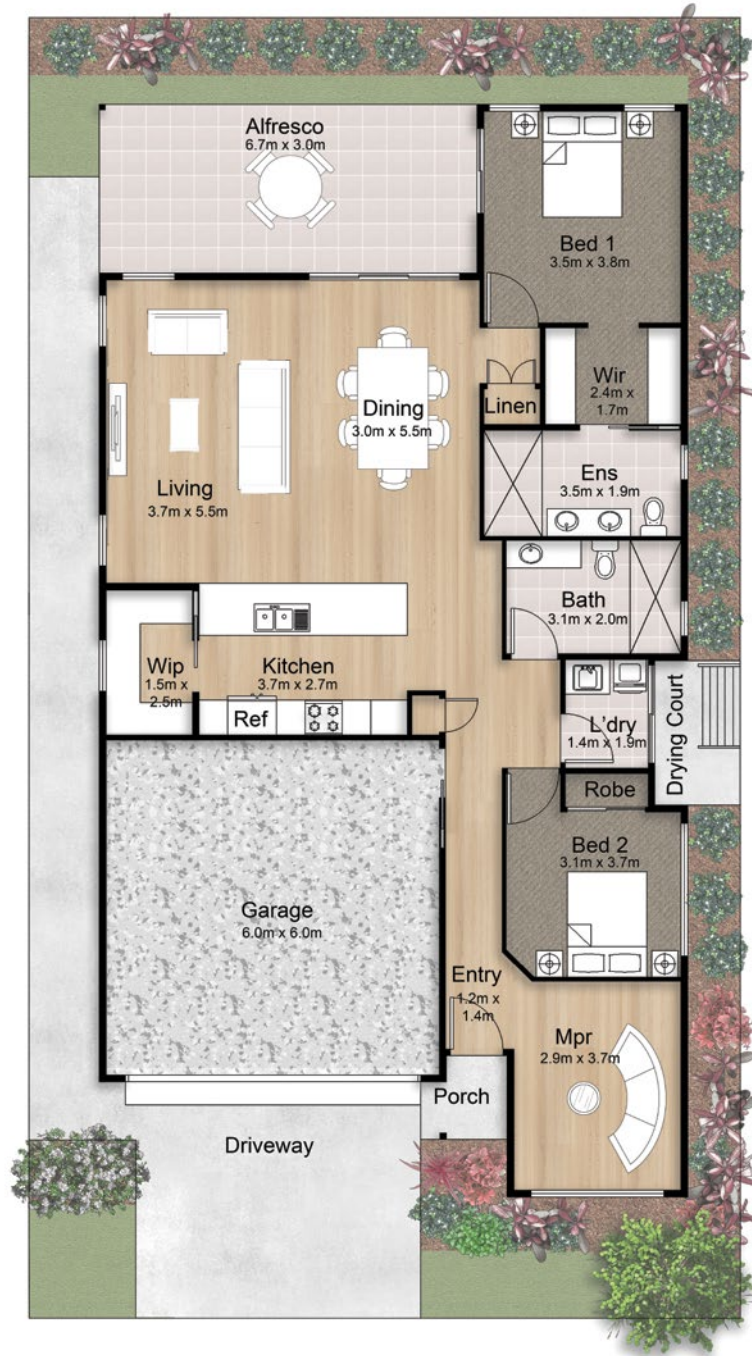 Alfresco
6.7m x 3.0m
Bed 1
3.5m x 3.8m
Wir
2.4m x
1.7m
Linen
Dining
3.0m x 5.5m
Living
3.7m x 5.5m
Ens
3.5m x 1.9m
Bath
3.1m x 2.0m
Wip
1.5m x
2.5m
Kitchen
3.7m x 2.7m
Ref
L'dry
1.4m x 1.9m
Drying Court
Robe
Bed 2
3.1m x 3.7m
Garage
6.0m x 6.0m
Entry
1.2m x
1.4m
Mpr
2.9m x 3.7m
Porch
Driveway